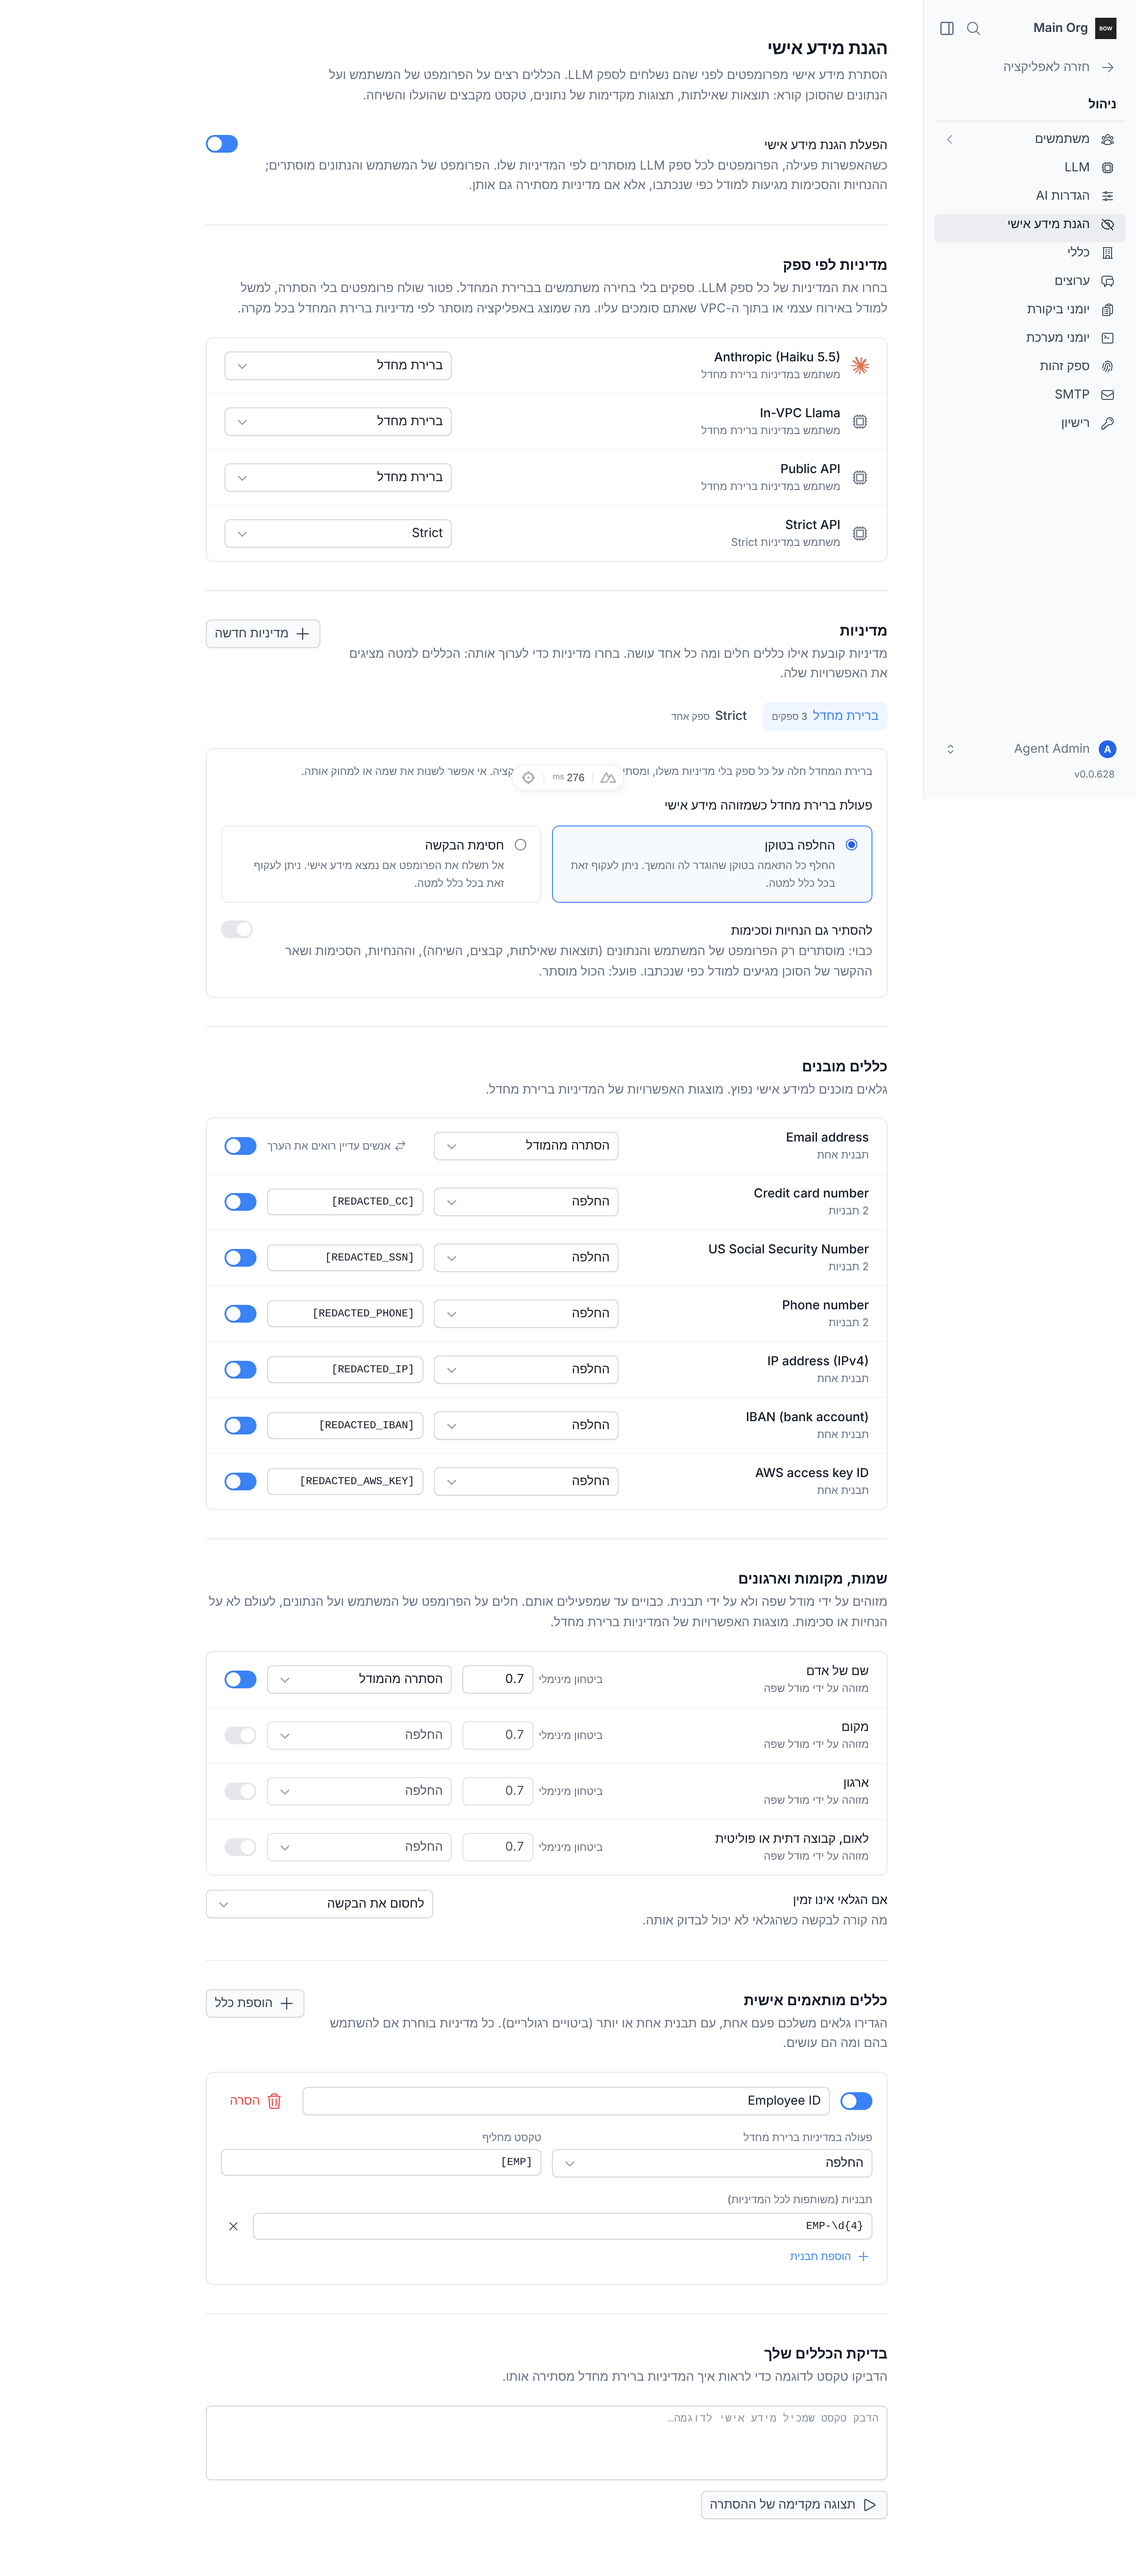 BOW
Main Org
חזרה לאפליקציה
ניהול
משתמשים
LLM
הגדרות AI
הגנת מידע אישי
כללי
ערוצים
יומני ביקורת
יומני מערכת
ספק זהות
SMTP
רישיון
A
Agent Admin
v0.0.628
הגנת מידע אישי
הסתרת מידע אישי מפרומפטים לפני שהם נשלחים לספק LLM. הכללים רצים על הפרומפט של המשתמש ועל
הנתונים שהסוכן קורא: תוצאות שאילתות, תצוגות מקדימות של נתונים, טקסט מקבצים שהועלו והשיחה.
הפעלת הגנת מידע אישי
כשהאפשרות פעילה, הפרומפטים לכל ספק LLM מוסתרים לפי המדיניות שלו. הפרומפט של המשתמש והנתונים מוסתרים;
ההנחיות והסכימות מגיעות למודל כפי שנכתבו, אלא אם מדיניות מסתירה גם אותן.
מדיניות לפי ספק
בחרו את המדיניות של כל ספק LLM. ספקים בלי בחירה משתמשים בברירת המחדל. פטור שולח פרומפטים בלי הסתרה, למשל
למודל באירוח עצמי או בתוך ה-VPC שאתם סומכים עליו. מה שמוצג באפליקציה מוסתר לפי מדיניות ברירת המחדל בכל מקרה.
Anthropic (Haiku 5.5)
משתמש במדיניות ברירת מחדל
ברירת מחדל
In-VPC Llama
משתמש במדיניות ברירת מחדל
ברירת מחדל
Public API
משתמש במדיניות ברירת מחדל
ברירת מחדל
Strict API
משתמש במדיניות Strict
Strict
מדיניות
מדיניות חדשה
מדיניות קובעת אילו כללים חלים ומה כל אחד עושה. בחרו מדיניות כדי לערוך אותה: הכללים למטה מציגים
את האפשרויות שלה.
ברירת מחדל 3 ספקים
Strict ספק אחד
ברירת המחדל חלה על כל ספק בלי מדיניות משלו, ומסתי קציה. אי אפשר לשנות את שמה או למחוק אותה.
276 ms
פעולת ברירת מחדל כשמזוהה מידע אישי
החלפה בטוקן
החלף כל התאמה בטוקן שהוגדר לה והמשך. ניתן לעקוף זאת
בכל כלל למטה.
חסימת הבקשה
אל תשלח את הפרומפט אם נמצא מידע אישי. ניתן לעקוף
זאת בכל כלל למטה.
להסתיר גם הנחיות וסכימות
כבוי: מוסתרים רק הפרומפט של המשתמש והנתונים (תוצאות שאילתות, קבצים, השיחה), וההנחיות, הסכימות ושאר
ההקשר של הסוכן מגיעים למודל כפי שנכתבו. פועל: הכול מוסתר.
כללים מובנים
גלאים מוכנים למידע אישי נפוץ. מוצגות האפשרויות של המדיניות ברירת מחדל.
Email address
תבנית אחת
הסתרה מהמודל
אנשים עדיין רואים את הערך
Credit card number
2 תבניות
החלפה
[REDACTED_CC]
US Social Security Number
2 תבניות
החלפה
[REDACTED_SSN]
Phone number
2 תבניות
החלפה
[REDACTED_PHONE]
IP address (IPv4)
תבנית אחת
החלפה
[REDACTED_IP]
IBAN (bank account)
תבנית אחת
החלפה
[REDACTED_IBAN]
AWS access key ID
תבנית אחת
החלפה
[REDACTED_AWS_KEY]
שמות, מקומות וארגונים
מזוהים על ידי מודל שפה ולא על ידי תבנית. כבויים עד שמפעילים אותם. חלים על הפרומפט של המשתמש ועל הנתונים, לעולם לא על
הנחיות או סכימות. מוצגות האפשרויות של המדיניות ברירת מחדל.
שם של אדם
מזוהה על ידי מודל שפה
ביטחון מינימלי
0.7
הסתרה מהמודל
מקום
מזוהה על ידי מודל שפה
ביטחון מינימלי
0.7
החלפה
ארגון
מזוהה על ידי מודל שפה
ביטחון מינימלי
0.7
החלפה
לאום, קבוצה דתית או פוליטית
מזוהה על ידי מודל שפה
ביטחון מינימלי
0.7
החלפה
אם הגלאי אינו זמין
מה קורה לבקשה כשהגלאי לא יכול לבדוק אותה.
לחסום את הבקשה
כללים מותאמים אישית
הוספת כלל
הגדירו גלאים משלכם פעם אחת, עם תבנית אחת או יותר (ביטויים רגולריים). כל מדיניות בוחרת אם להשתמש
בהם ומה הם עושים.
Employee ID
הסרה
פעולה במדיניות ברירת מחדל
החלפה
טקסט מחליף
[EMP]
תבניות (משותפות לכל המדיניות)
EMP-\d{4}
הוספת תבנית
בדיקת הכללים שלך
הדביקו טקסט לדוגמה כדי לראות איך המדיניות ברירת מחדל מסתירה אותו.
הדבק טקסט שמכיל מידע אישי לדוגמה...
תצוגה מקדימה של ההסתרה